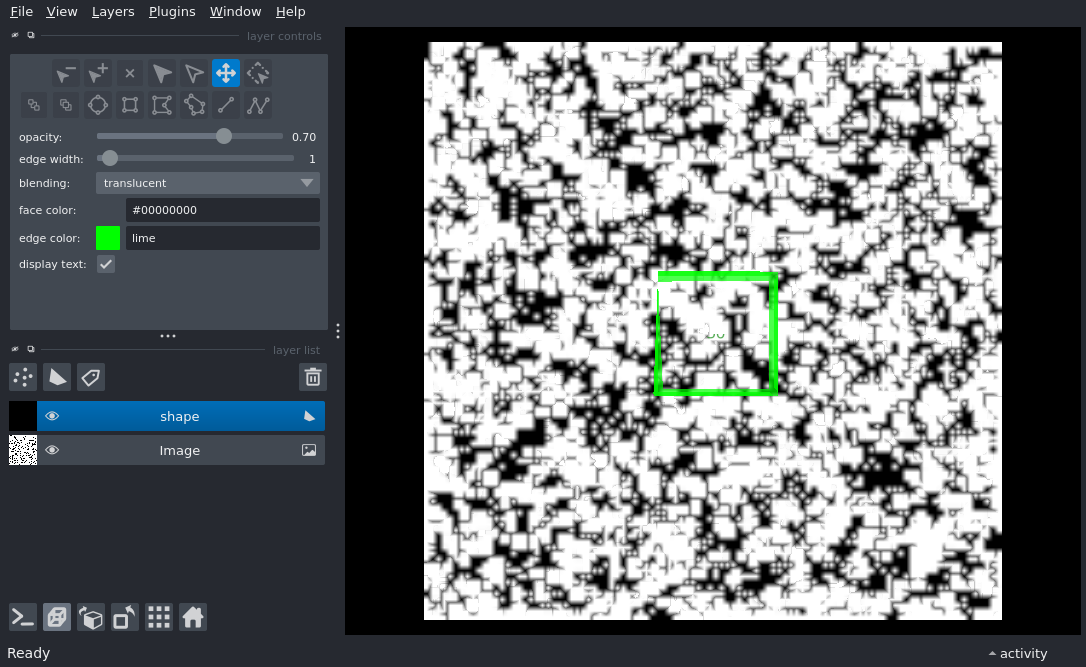 File View Layers Plugins Window Help
layer controls
opacity: 0.70
edge width: 1
blending: translucent
face color: #00000000
edge color: lime
display text:
layer list
shape
Image
Ready
activity